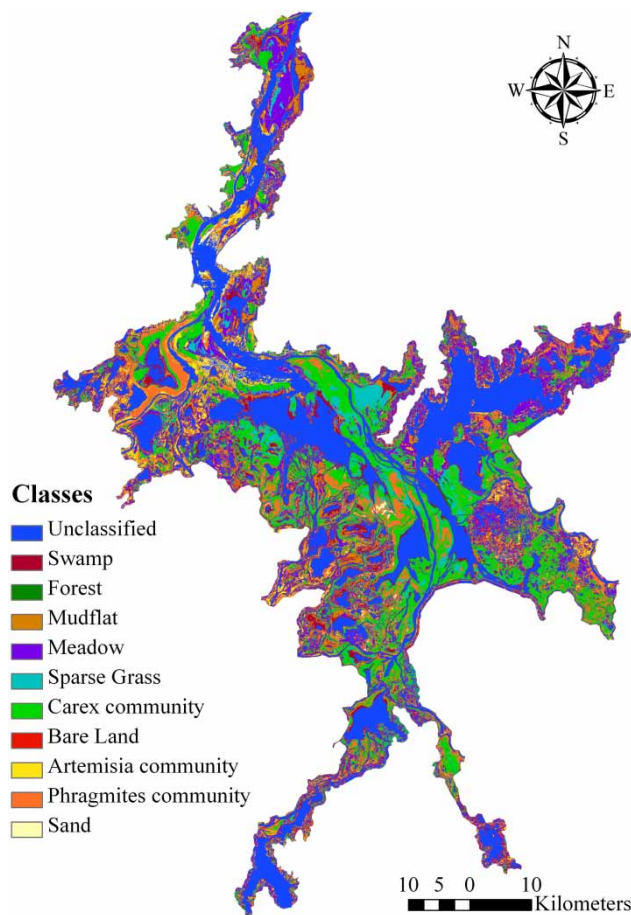 N
W E
S
Classes
Unclassified
Swamp
Forest
Mudflat
Meadow
Sparse Grass
Carex community
Bare Land
Artemisia community
Phragmites community
Sand
10 5 0 10
Kilometers